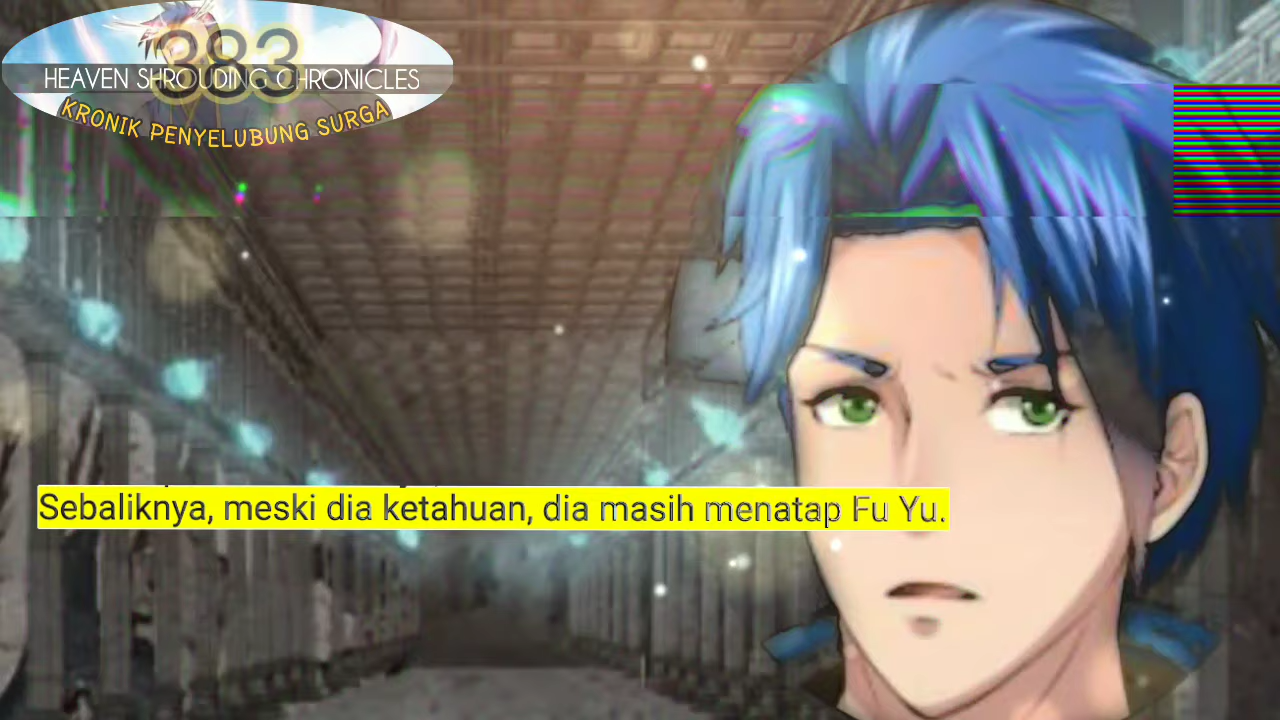 383
HEAVEN SHROUDING CHRONICLES
KRONIK PENYELUBUNG SURGA
Sebaliknya, meski dia ketahuan, dia masih menatap Fu Yu.